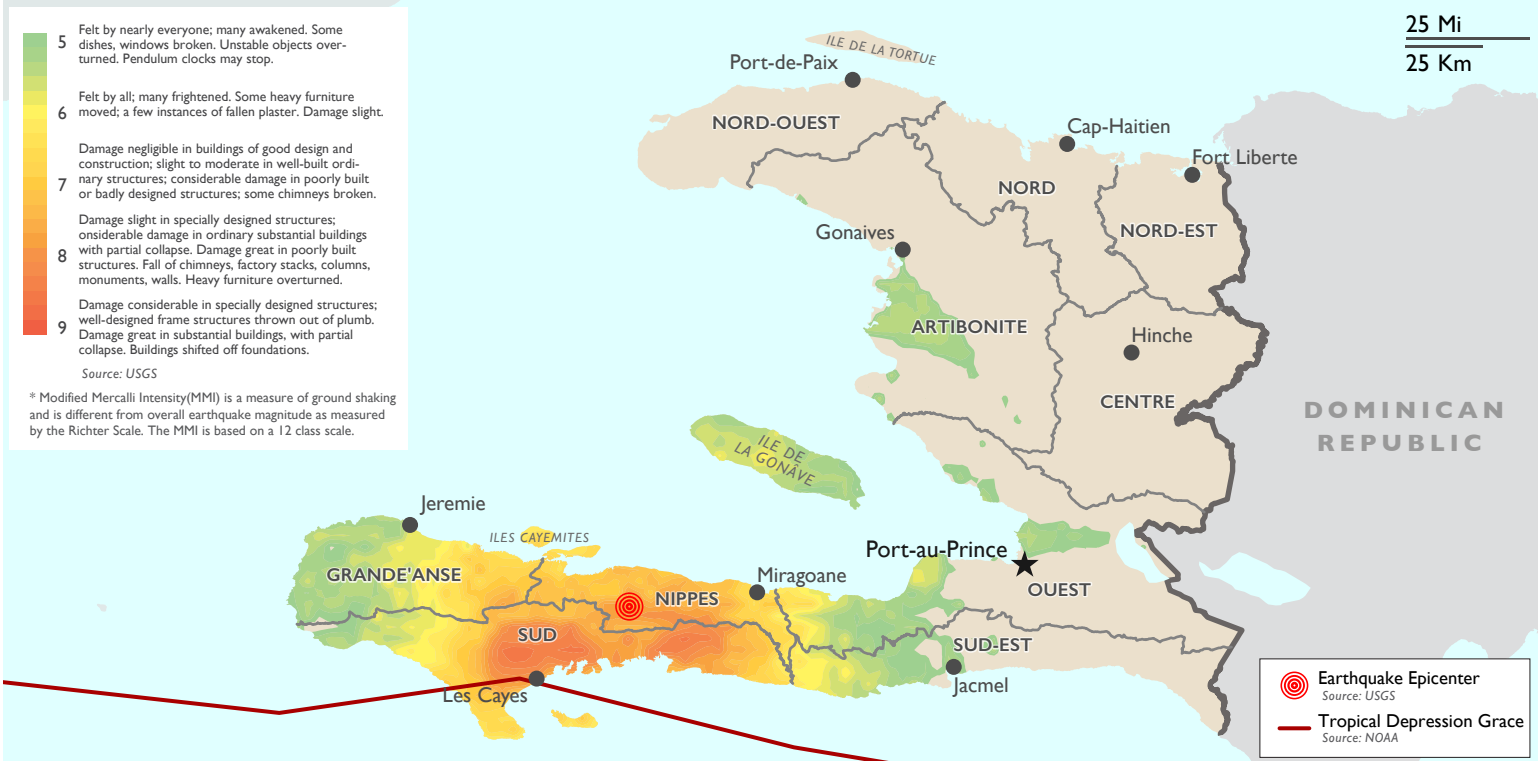 5
Felt by nearly everyone; many awakened. Some
dishes, windows broken. Unstable objects over-
turned. Pendulum clocks may stop.
6
Felt by all; many frightened. Some heavy furniture
moved; a few instances of fallen plaster. Damage slight.
7
Damage negligible in buildings of good design and
construction; slight to moderate in well-built ordi-
nary structures; considerable damage in poorly built
or badly designed structures; some chimneys broken.
8
Damage slight in specially designed structures;
onsiderable damage in ordinary substantial buildings
with partial collapse. Damage great in poorly built
structures. Fall of chimneys, factory stacks, columns,
monuments, walls. Heavy furniture overturned.
9
Damage considerable in specially designed structures;
well-designed frame structures thrown out of plumb.
Damage great in substantial buildings, with partial
collapse. Buildings shifted off foundations.
Source: USGS
* Modified Mercalli Intensity(MMI) is a measure of ground shaking
and is different from overall earthquake magnitude as measured
by the Richter Scale. The MMI is based on a 12 class scale.
25 Mi
25 Km
ILE DE LA TORTUE
Port-de-Paix
NORD-OUEST
Cap-Haitien
Fort Liberte
NORD
NORD-EST
Gonaives
ARTIBONITE
Hinche
CENTRE
DOMINICAN
REPUBLIC
ILE DE
LA GONÂVE
Jeremie
ILES CAYEMITES
Port-au-Prince
GRANDE'ANSE
Miragoane
NIPPES
OUEST
SUD
SUD-EST
Jacmel
Les Cayes
Earthquake Epicenter
Source: USGS
Tropical Depression Grace
Source: NOAA